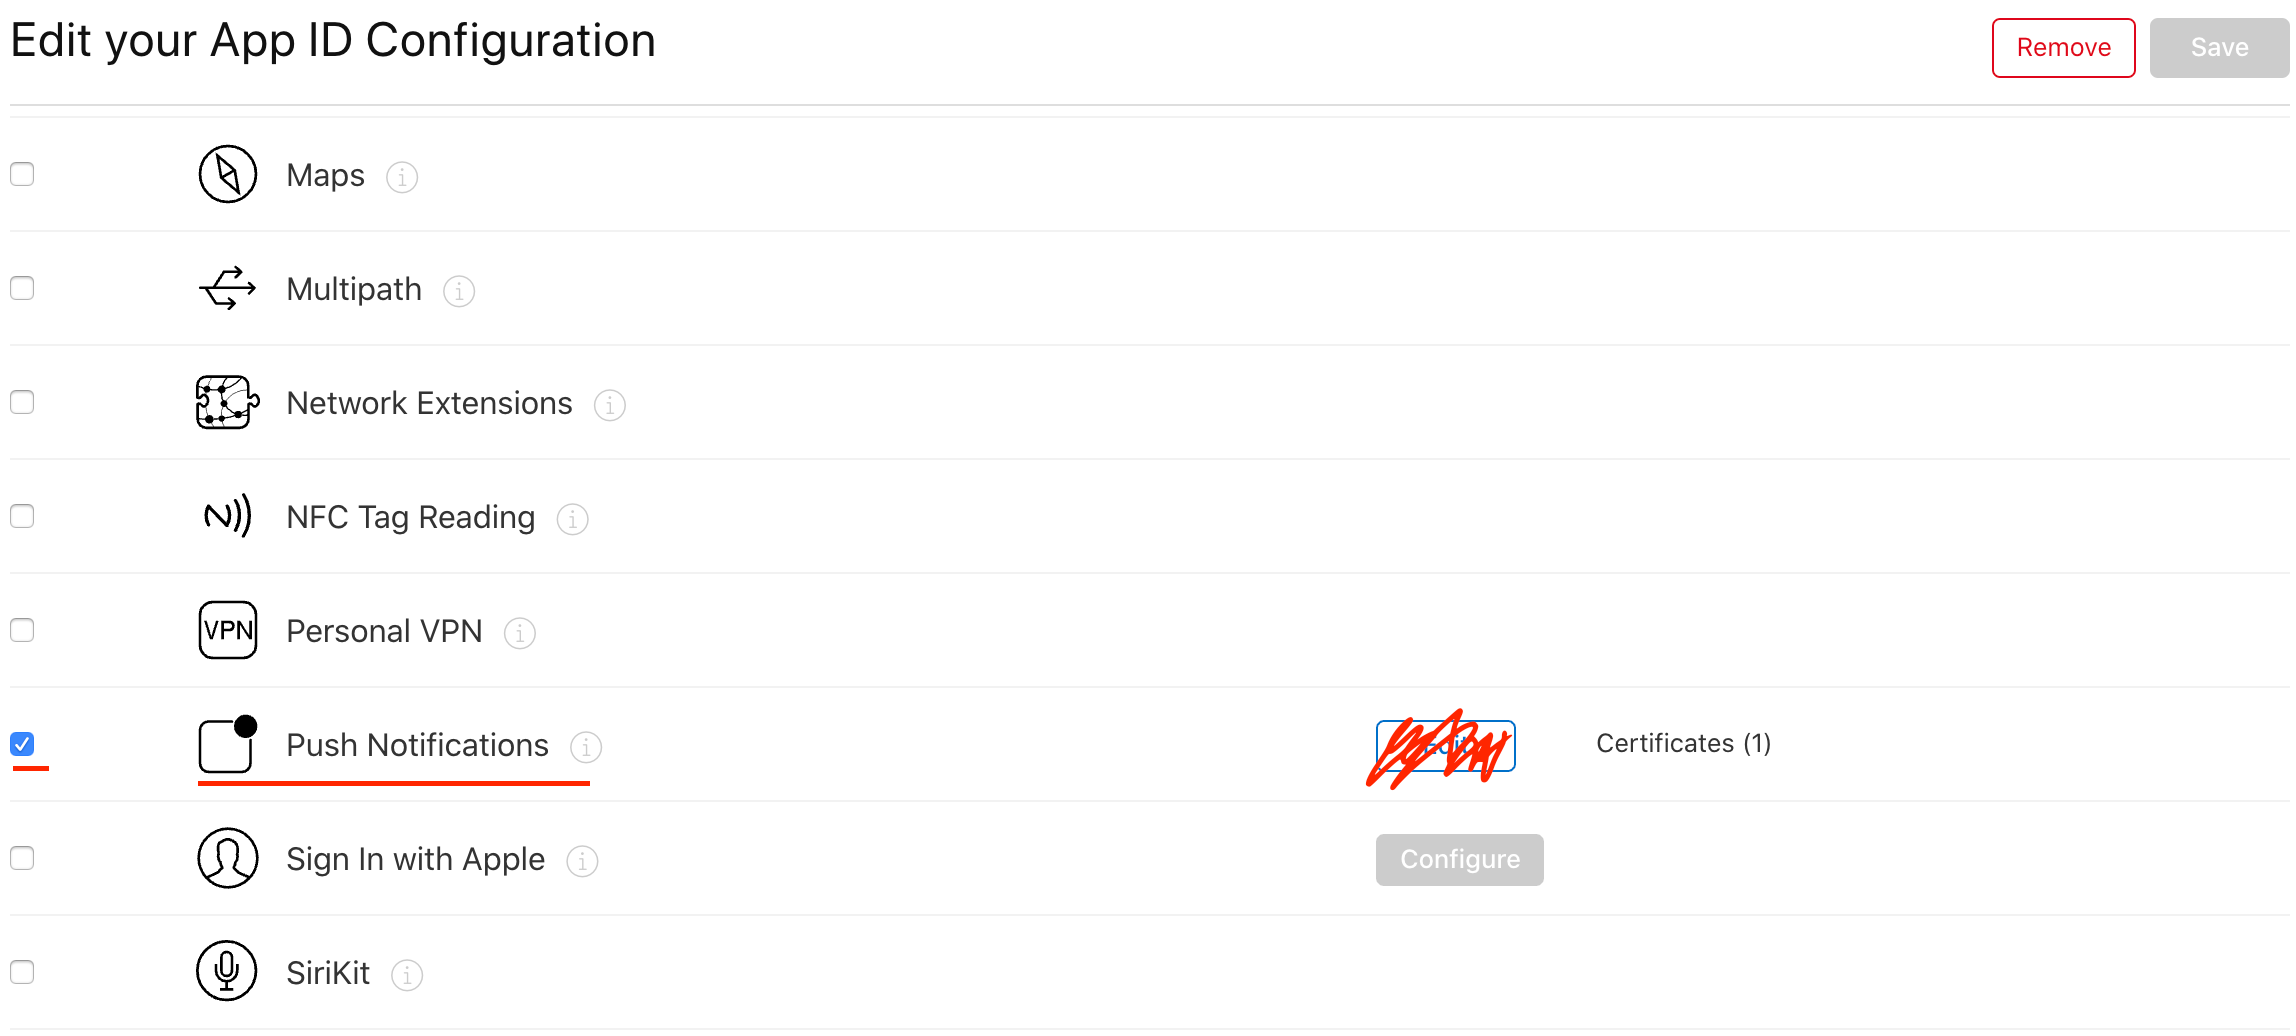 Edit your App ID Configuration
Remove
Save
Maps
Multipath
Network Extensions
NFC Tag Reading
VPN
Personal VPN
Push Notifications
Certificates (1)
Sign In with Apple
Configure
SiriKit